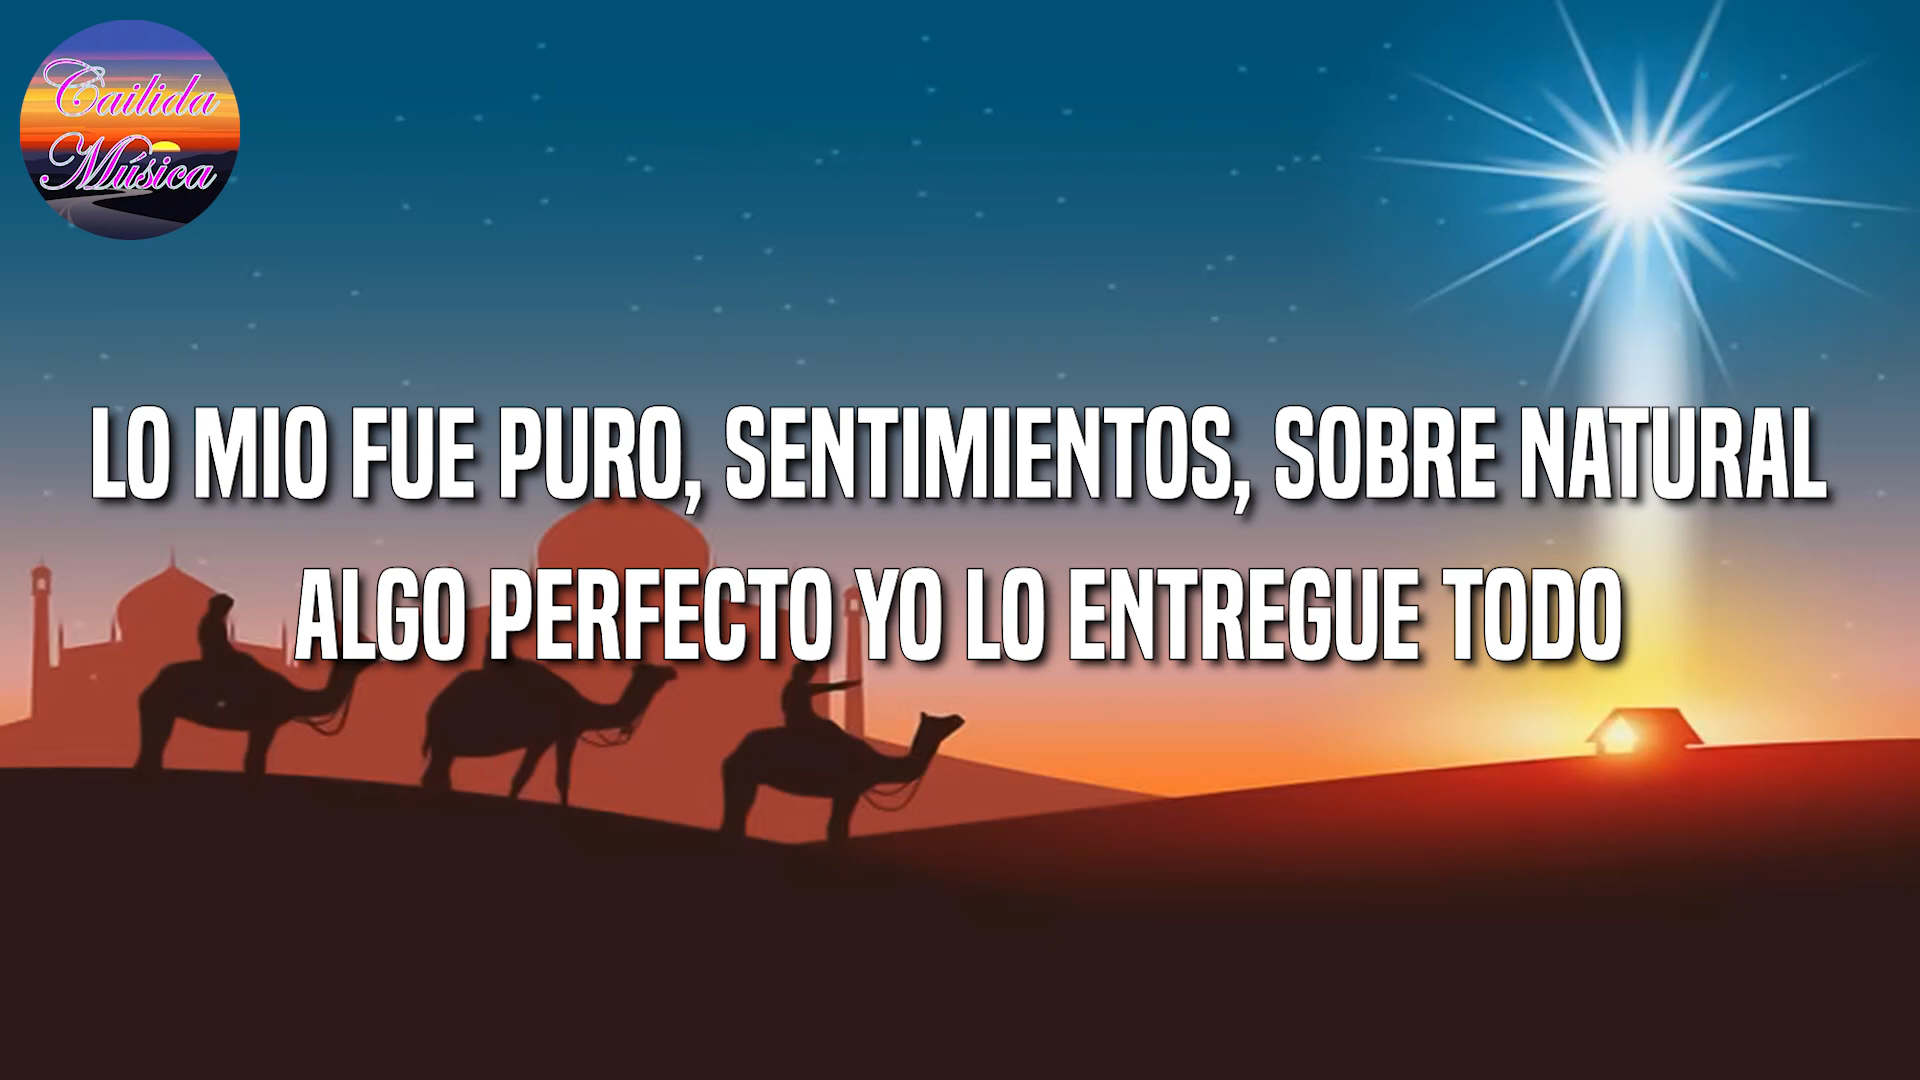 Cailida
Música
LO MIO FUE PURO, SENTIMIENTOS, SOBRE NATURAL
ALGO PERFECTO YO LO ENTREGUE TODO